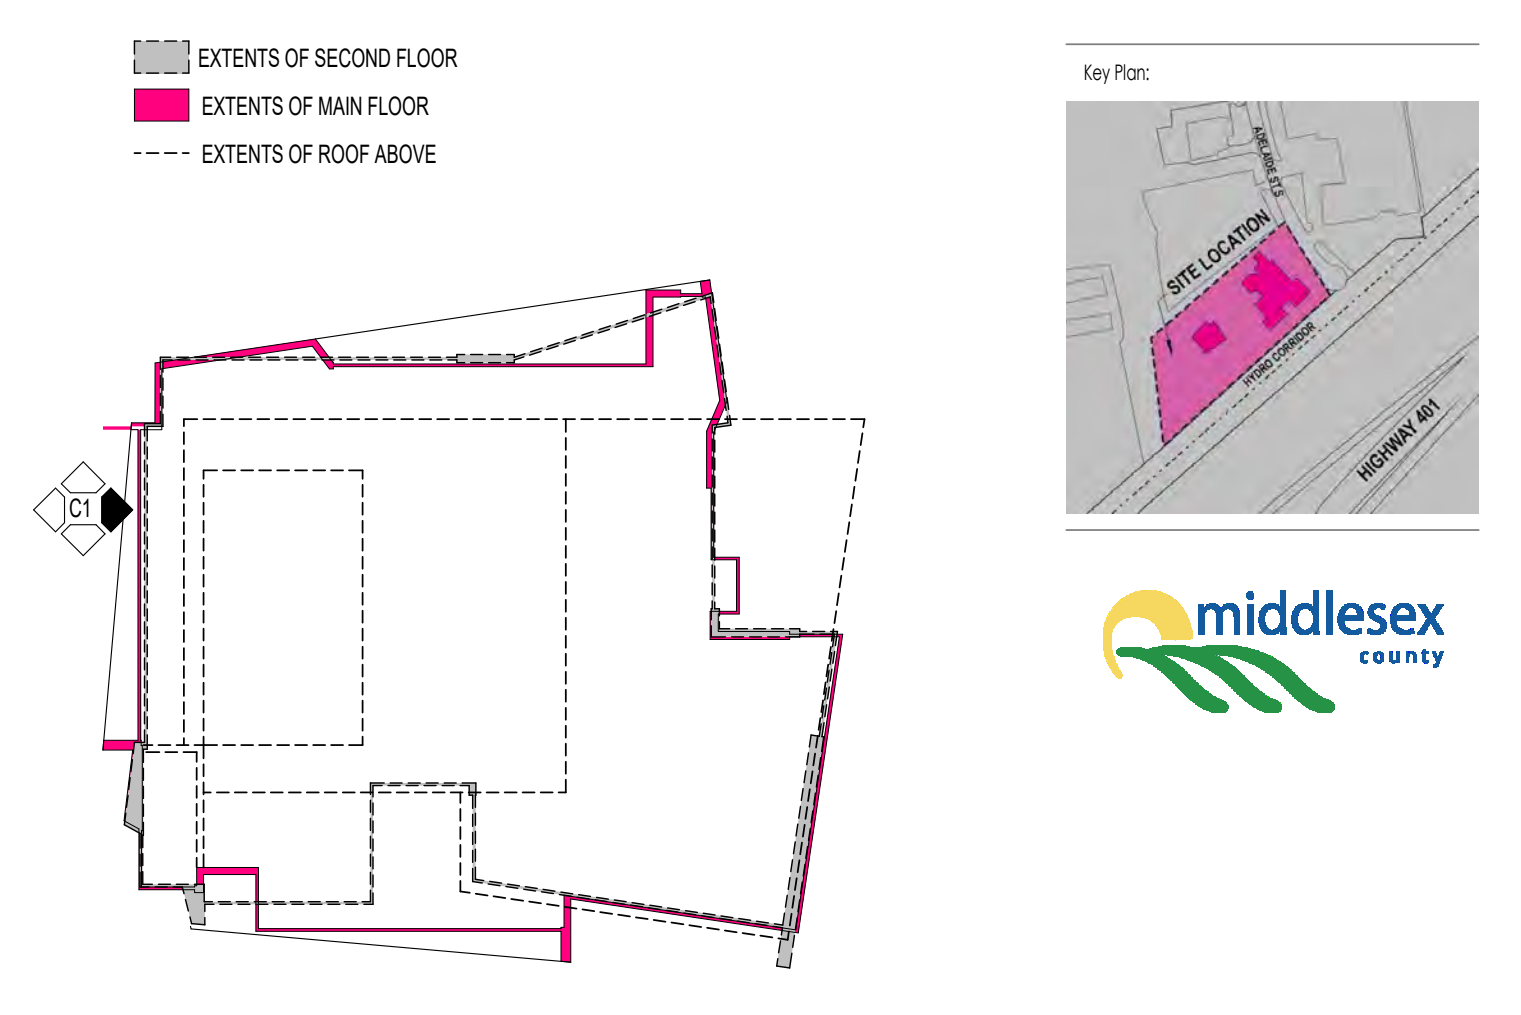 EXTENTS OF SECOND FLOOR
EXTENTS OF MAIN FLOOR
EXTENTS OF ROOF ABOVE
C1
Key Plan:
ADELAIDE ST S
SITE LOCATION
HYDRO CORRIDOR
HIGHWAY 401
middlesex
county